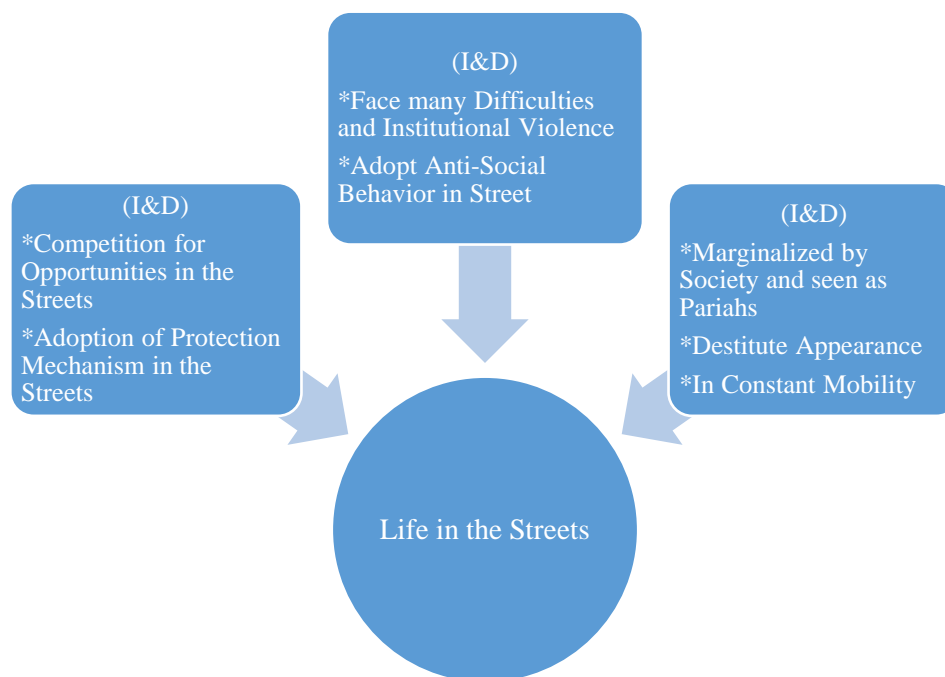 (I&D)
*Competition for
Opportunities in the
Streets
*Adoption of Protection
Mechanism in the
Streets
(I&D)
*Face many Difficulties
and Institutional Violence
*Adopt Anti-Social
Behavior in Street
(I&D)
*Marginalized by
Society and seen as
Pariahs
*Destitute Appearance
*In Constant Mobility
Life in the Streets